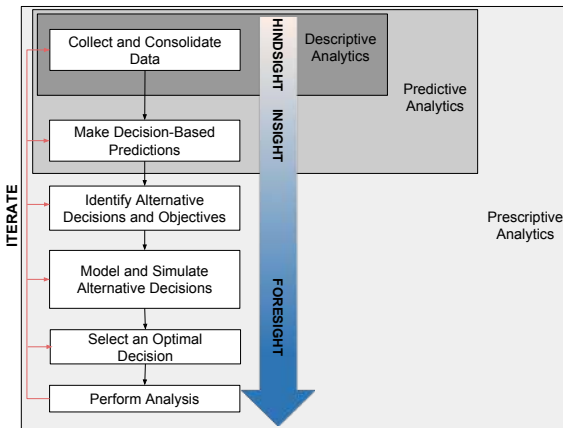 Collect and Consolidate
Data
Descriptive
Analytics
HINDSIGHT
Predictive
Analytics
Make Decision-Based
Predictions
INSIGHT
Identify Alternative
Decisions and Objectives
Prescriptive
Analytics
ITERATE
Model and Simulate
Alternative Decisions
FORESIGHT
Select an Optimal
Decision
Perform Analysis